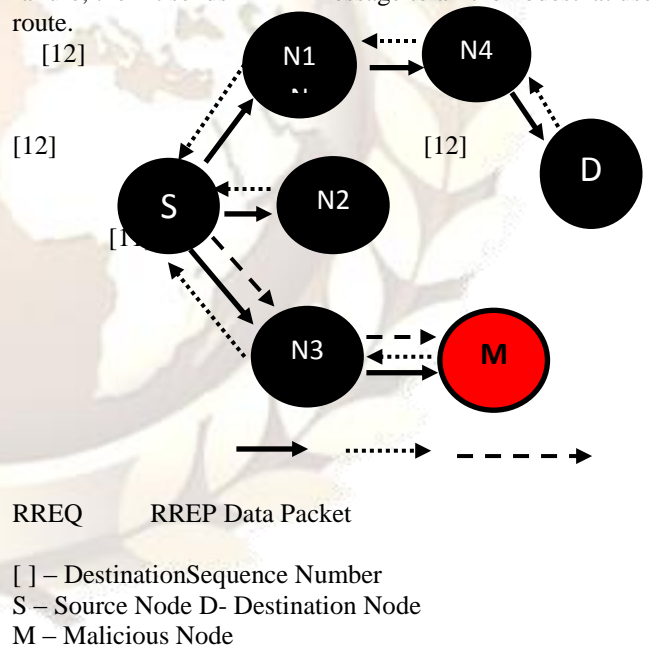 route.
[12]
N1
N4
[12]
[12]
D
S
N2
N3
M
RREQ RREP Data Packet
[ ] – DestinationSequence Number
S – Source Node D- Destination Node
M – Malicious Node